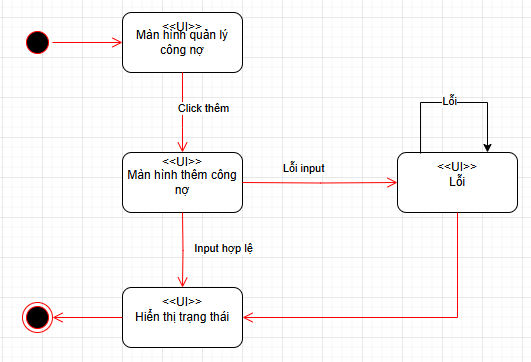 <<UI>>
Màn hình quản lý
công nợ
Click thêm
Lỗi
<<UI>>
Màn hình thêm công
nợ
Lỗi input
<<UI>>
Lỗi
Input hợp lệ
<<UI>>
Hiển thị trạng thái